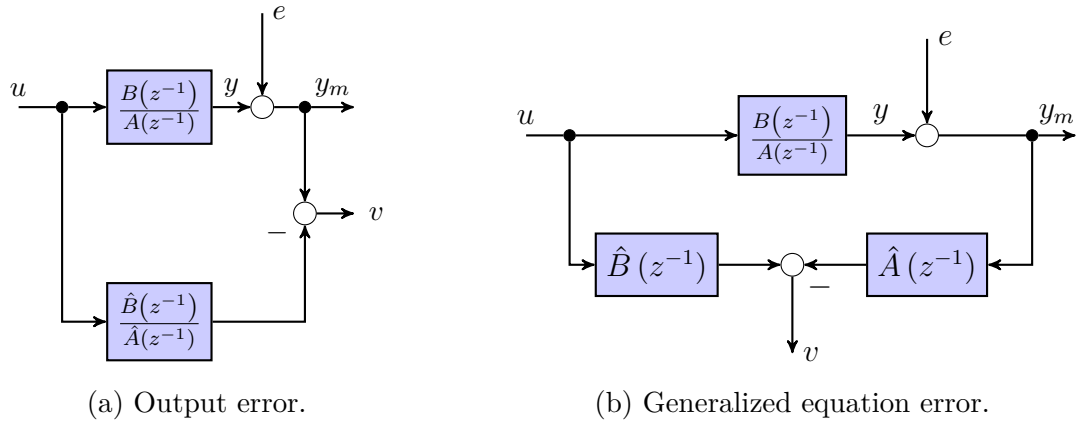 e
u
B(z⁻¹)
A(z⁻¹)
y
y_m
−
v
B̂(z⁻¹)
Â(z⁻¹)
(a) Output error.
e
u
B(z⁻¹)
A(z⁻¹)
y
y_m
B̂ (z⁻¹)
−
Â (z⁻¹)
v
(b) Generalized equation error.